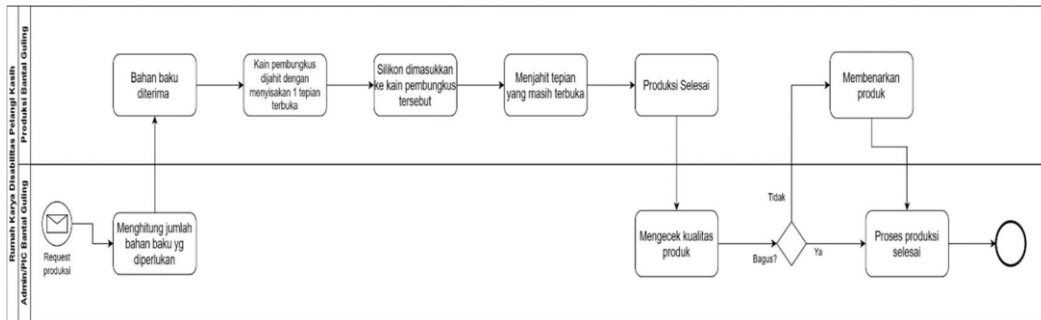 Rumah Karya Disabilitas Pelangi Kasih
Produksi Bantal Guling
Bahan baku
diterima
Kain pembungkus
dijahit dengan
menyisakan 1 tepian
terbuka
Silikon dimasukkan
ke kain pembungkus
tersebut
Menjahit tepian
yang masih terbuka
Produksi Selesai
Membenarkan
produk
Admin/PIC Bantal Guling
Request
produksi
Menghitung jumlah
bahan baku yg
diperlukan
Mengecek kualitas
produk
Bagus?
Tidak
Ya
Proses produksi
selesai